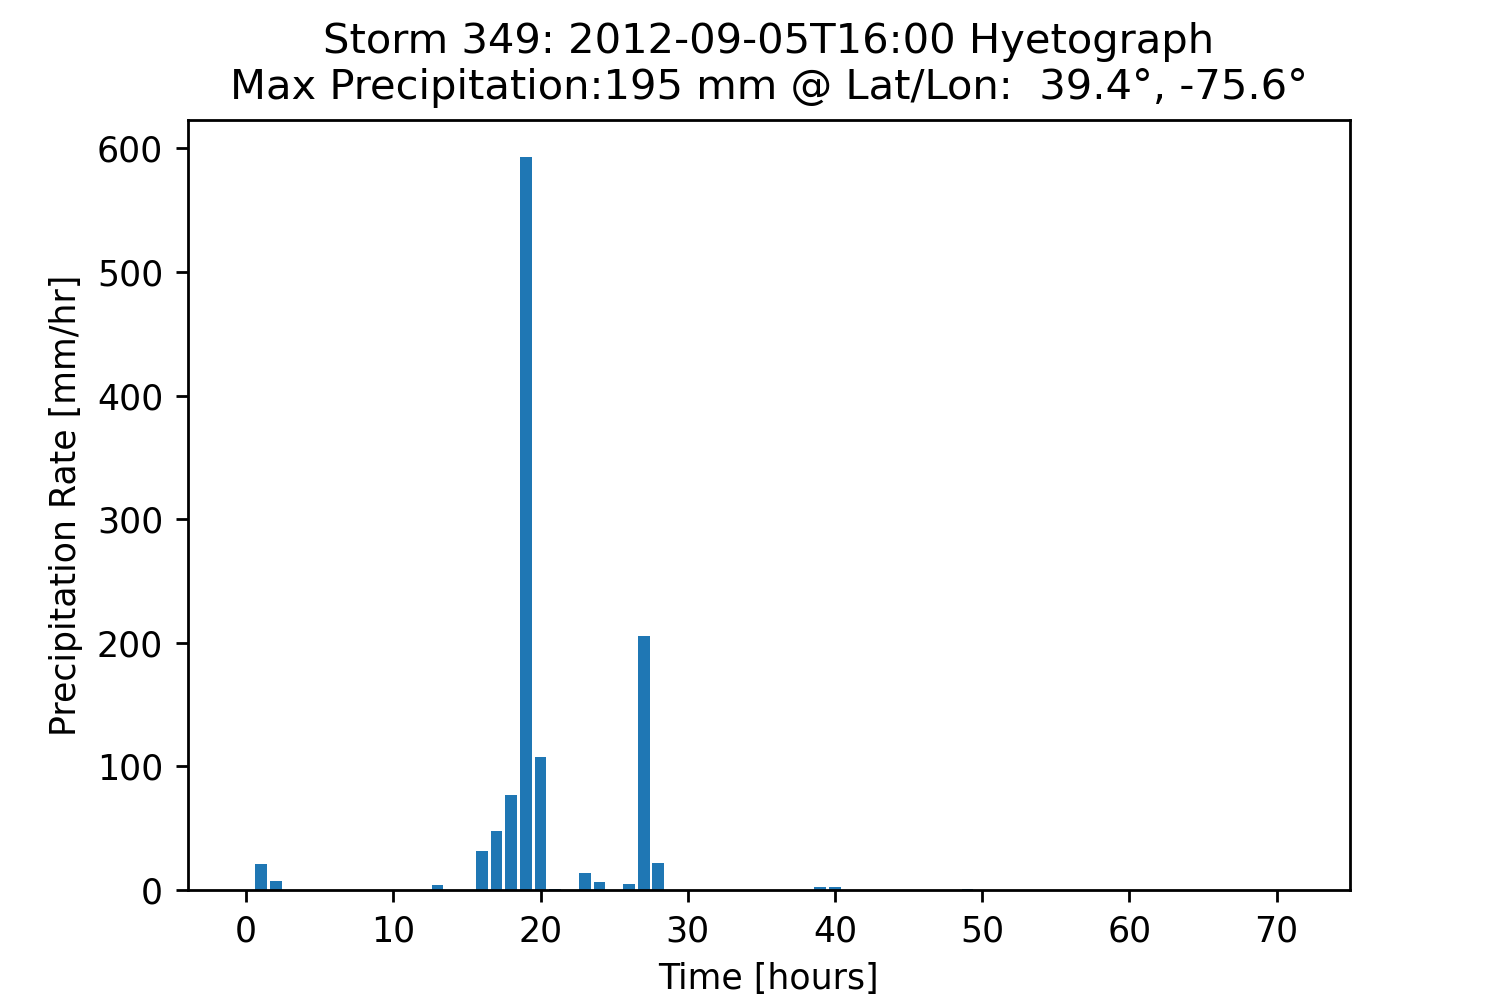 Storm 349: 2012-09-05T16:00 Hyetograph
Max Precipitation:195 mm @ Lat/Lon:  39.4°, -75.6°
600
500
400
300
200
100
0
Precipitation Rate [mm/hr]
0 10 20 30 40 50 60 70
Time [hours]